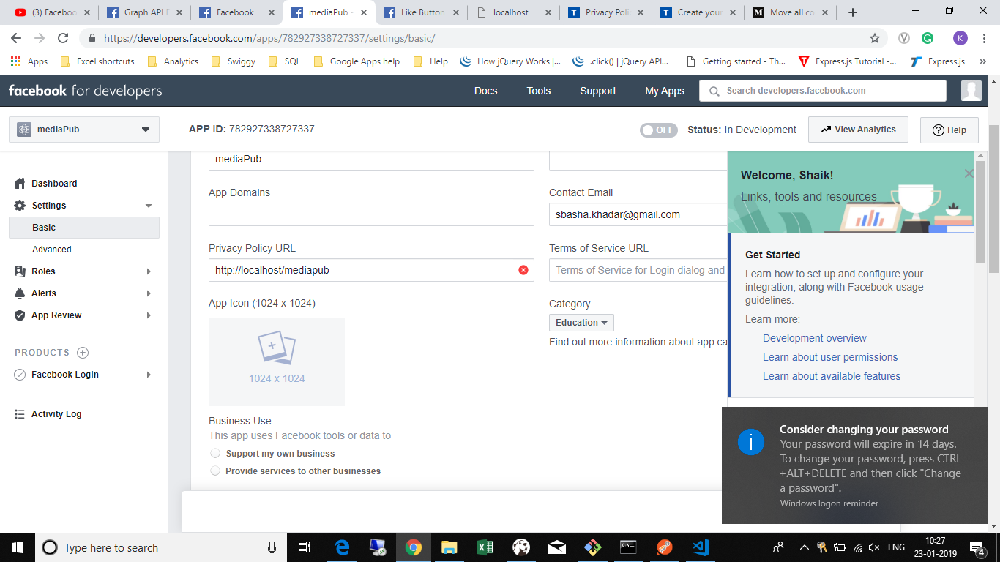 (3) Faceboo
Graph API E
Facebook
mediaPub -
Like Button
localhost
Privacy Poli
Create your
Move all co
https://developers.facebook.com/apps/782927338727337/settings/basic/
K
Apps
Excel shortcuts
Analytics
Swiggy
SQL
Google Apps help
Help
How jQuery Works |...
.click() | jQuery API...
Getting started - Th...
Express.js Tutorial -...
Express.js
»
facebook for developers
Docs
Tools
Support
My Apps
Search developers.facebook.com
mediaPub
APP ID: 782927338727337
OFF
Status: In Development
View Analytics
Help
Dashboard
Settings
Basic
Advanced
Roles
Alerts
App Review
PRODUCTS
Facebook Login
Activity Log
mediaPub
App Domains
Contact Email
sbasha.khadar@gmail.com
Privacy Policy URL
http://localhost/mediapub
Terms of Service URL
Terms of Service for Login dialog and
App Icon (1024 x 1024)
1024 x 1024
Category
Education
Find out more information about app ca
Business Use
This app uses Facebook tools or data to
Support my own business
Provide services to other businesses
Welcome, Shaik!
Links, tools and resources
Get Started
Learn how to set up and configure your
integration, along with Facebook usage
guidelines.
Learn more:
Development overview
Learn about user permissions
Learn about available features
Consider changing your password
Your password will expire in 14 days.
To change your password, press CTRL
+ALT+DELETE and then click "Change
a password".
Windows logon reminder
Type here to search
ENG
10:27
23-01-2019
4